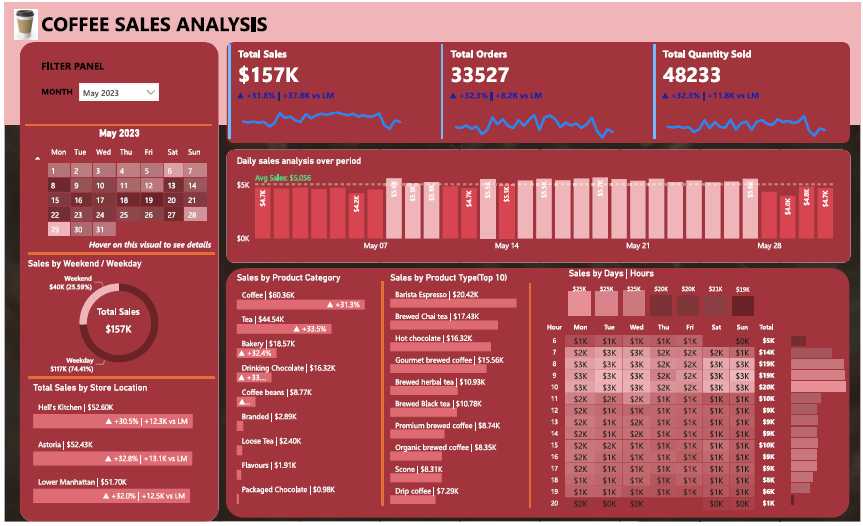 COFFEE SALES ANALYSIS
FILTER PANEL
MONTH May 2023
May 2023
Mon Tue Wed Thu Fri Sat Sun
1 2 3 4 5 6 7
8 9 10 11 12 13 14
15 16 17 18 19 20 21
22 23 24 25 26 27 28
29 30 31
Hover on this visual to see details
Sales by Weekend / Weekday
Weekend
$40K (25.59%)
Total Sales
$157K
Weekday
$117K (74.41%)
Total Sales by Store Location
Hell's Kitchen | $52.60K
▲ +30.5% | +12.3K vs LM
Astoria | $52.43K
▲ +32.8% | +13.1K vs LM
Lower Manhattan | $51.70K
▲ +32.0% | +12.5K vs LM
Total Sales
$157K
▲ +31.8% | +37.8K vs LM
Total Orders
33527
▲ +32.3% | +8.2K vs LM
Total Quantity Sold
48233
▲ +32.3% | +11.8K vs LM
Daily sales analysis over period
Avg Sales: $5,056
$5K
$0K
$4.7K $4.2K $4.7K $5.1K $4.0K $4.7K
May 07 May 14 May 21 May 28
Sales by Product Category
Coffee | $60.36K
▲ +31.3%
Tea | $44.54K
▲ +33.5%
Bakery | $18.57K
▲ +32.4%
Drinking Chocolate | $16.32K
▲ +33...
Coffee beans | $8.77K
▲...
Branded | $2.89K
Loose Tea | $2.40K
Flavours | $1.91K
Packaged Chocolate | $0.98K
Sales by Product Type(Top 10)
Barista Espresso | $20.42K
Brewed Chai tea | $17.43K
Hot chocolate | $16.32K
Gourmet brewed coffee | $15.56K
Brewed herbal tea | $10.93K
Brewed Black tea | $10.78K
Premium brewed coffee | $8.74K
Organic brewed coffee | $8.35K
Scone | $8.31K
Drip coffee | $7.29K
Sales by Days | Hours
$25K $25K $25K $20K $20K $21K $19K
Hour Mon Tue Wed Thu Fri Sat Sun Total
6 $1K $1K $1K $1K $1K $0K $5K
7 $2K $3K $3K $2K $2K $2K $1K $14K
8 $3K $3K $3K $2K $2K $3K $3K $19K
9 $3K $3K $3K $2K $2K $3K $3K $19K
10 $3K $3K $3K $2K $2K $3K $3K $20K
11 $2K $2K $2K $1K $1K $1K $1K $10K
12 $2K $1K $2K $1K $1K $1K $1K $9K
13 $2K $1K $1K $1K $1K $1K $1K $9K
14 $2K $1K $1K $1K $1K $1K $1K $9K
15 $2K $2K $1K $1K $1K $1K $1K $10K
16 $2K $2K $2K $1K $1K $1K $1K $9K
17 $2K $1K $1K $1K $1K $1K $1K $9K
18 $1K $1K $1K $1K $1K $1K $1K $8K
19 $1K $1K $1K $1K $1K $1K $1K $6K
20 $0K $0K $0K $0K $0K $1K